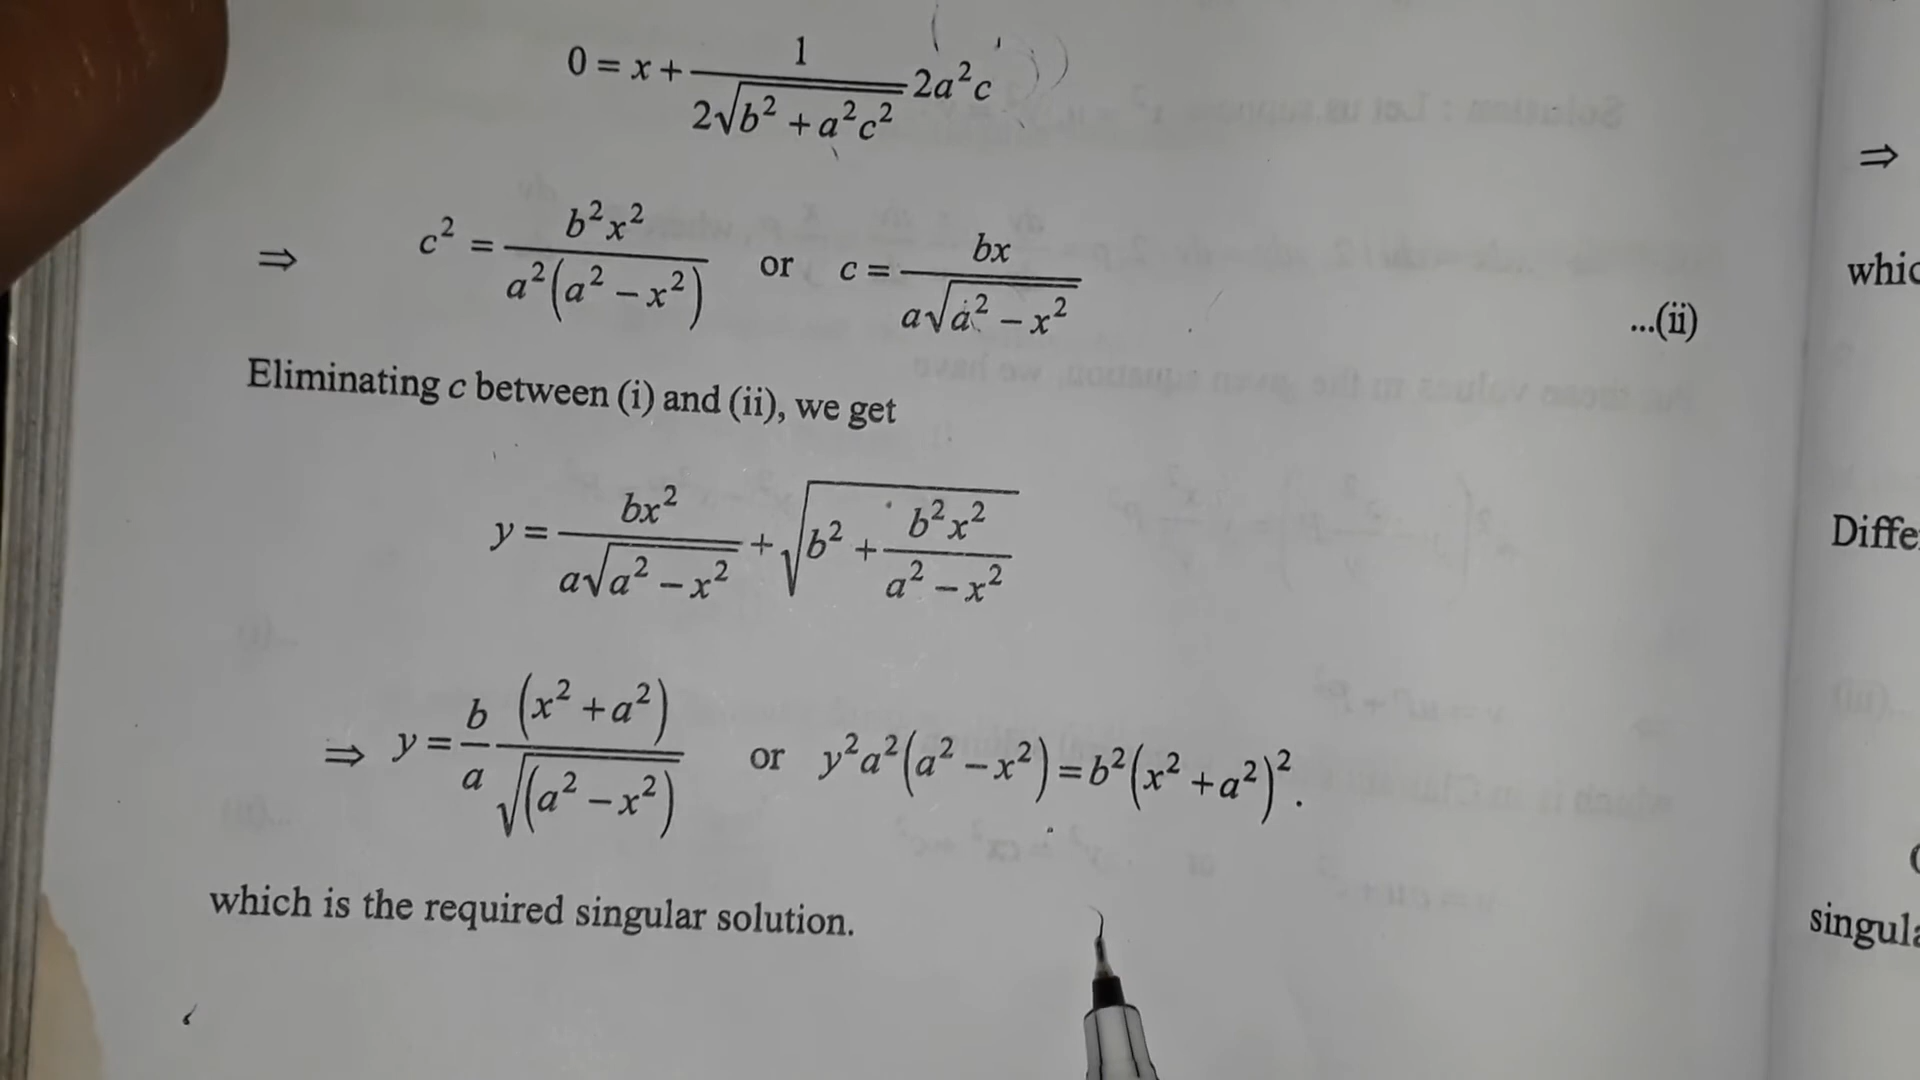 0 = x + \frac{1}{2\sqrt{b^2 + a^2c^2}} 2a^2c
⇒ c^2 = \frac{b^2x^2}{a^2(a^2 - x^2)} or c = \frac{bx}{a\sqrt{a^2 - x^2}} ...(ii)
Eliminating c between (i) and (ii), we get
y = \frac{bx^2}{a\sqrt{a^2 - x^2}} + \sqrt{b^2 + \frac{b^2x^2}{a^2 - x^2}}
⇒ y = \frac{b}{a} \frac{(x^2 + a^2)}{\sqrt{(a^2 - x^2)}} or y^2a^2(a^2 - x^2) = b^2(x^2 + a^2)^2.
which is the required singular solution.
⇒
whic
Differ
singula